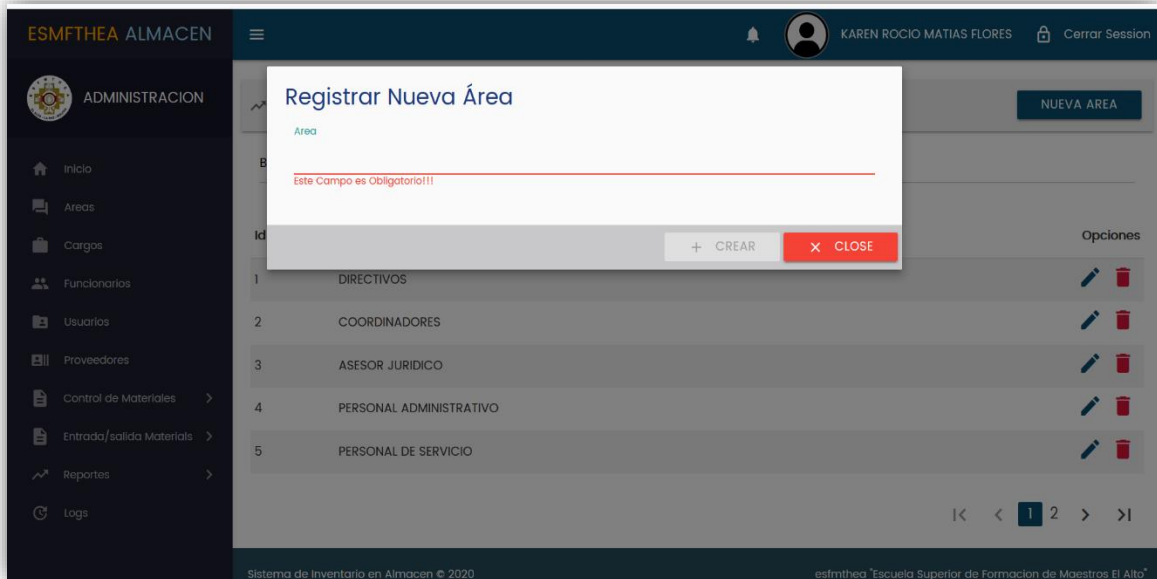 ESMFTHEA ALMACEN
KAREN ROCIO MATIAS FLORES
Cerrar Session
ADMINISTRACION
Registrar Nueva Área
NUEVA AREA
Area
Este Campo es Obligatorio!!!
Inicio
B
Areas
Cargos
Id
+ CREAR
X CLOSE
Opciones
Funcionarios
1 DIRECTIVOS
Usuarios
2 COORDINADORES
Proveedores
3 ASESOR JURIDICO
Control de Materiales >
4 PERSONAL ADMINISTRATIVO
Entrada/salida Materials >
5 PERSONAL DE SERVICIO
Reportes >
Logs
|< < 1 2 > >|
Sistema de Inventario en Almacen © 2020
esfmthea "Escuela Superior de Formacion de Maestros El Alto"